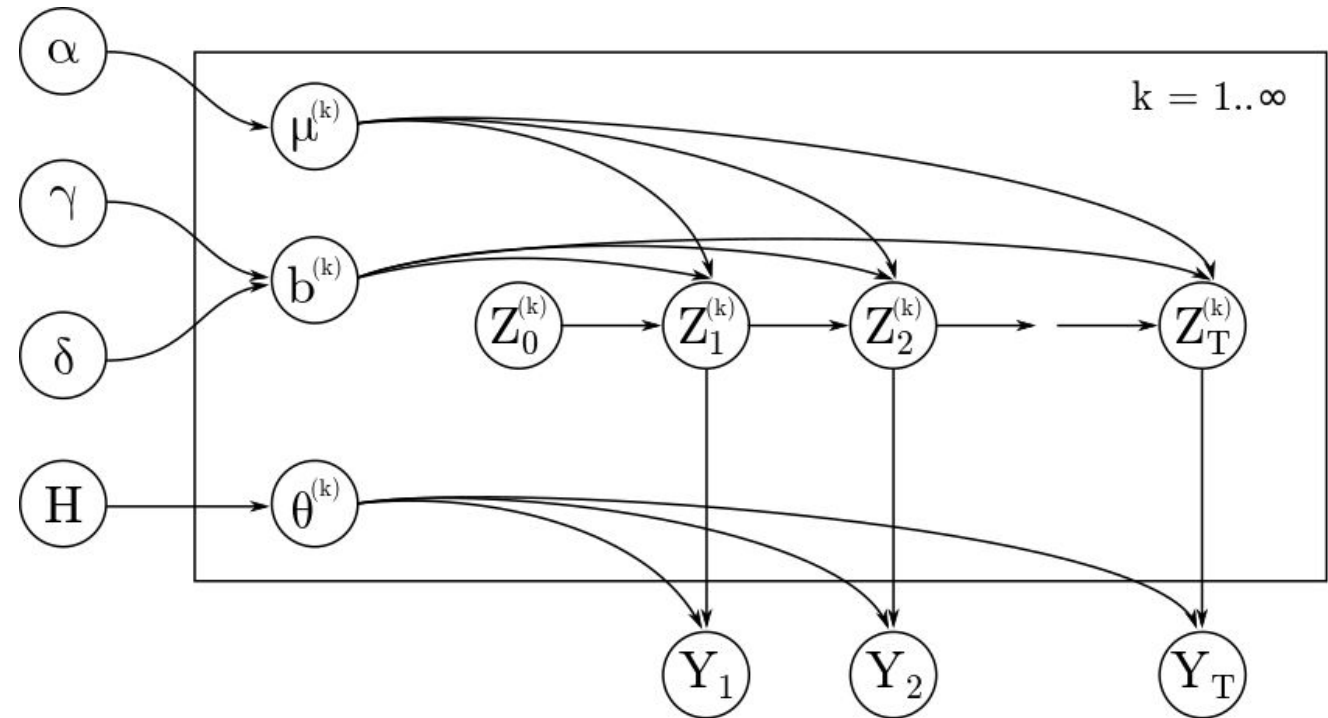 α
k = 1..∞
μ^(k)
γ
b^(k)
Z_0^(k)
Z_1^(k)
Z_2^(k)
Z_T^(k)
δ
H
θ^(k)
Y_1
Y_2
Y_T